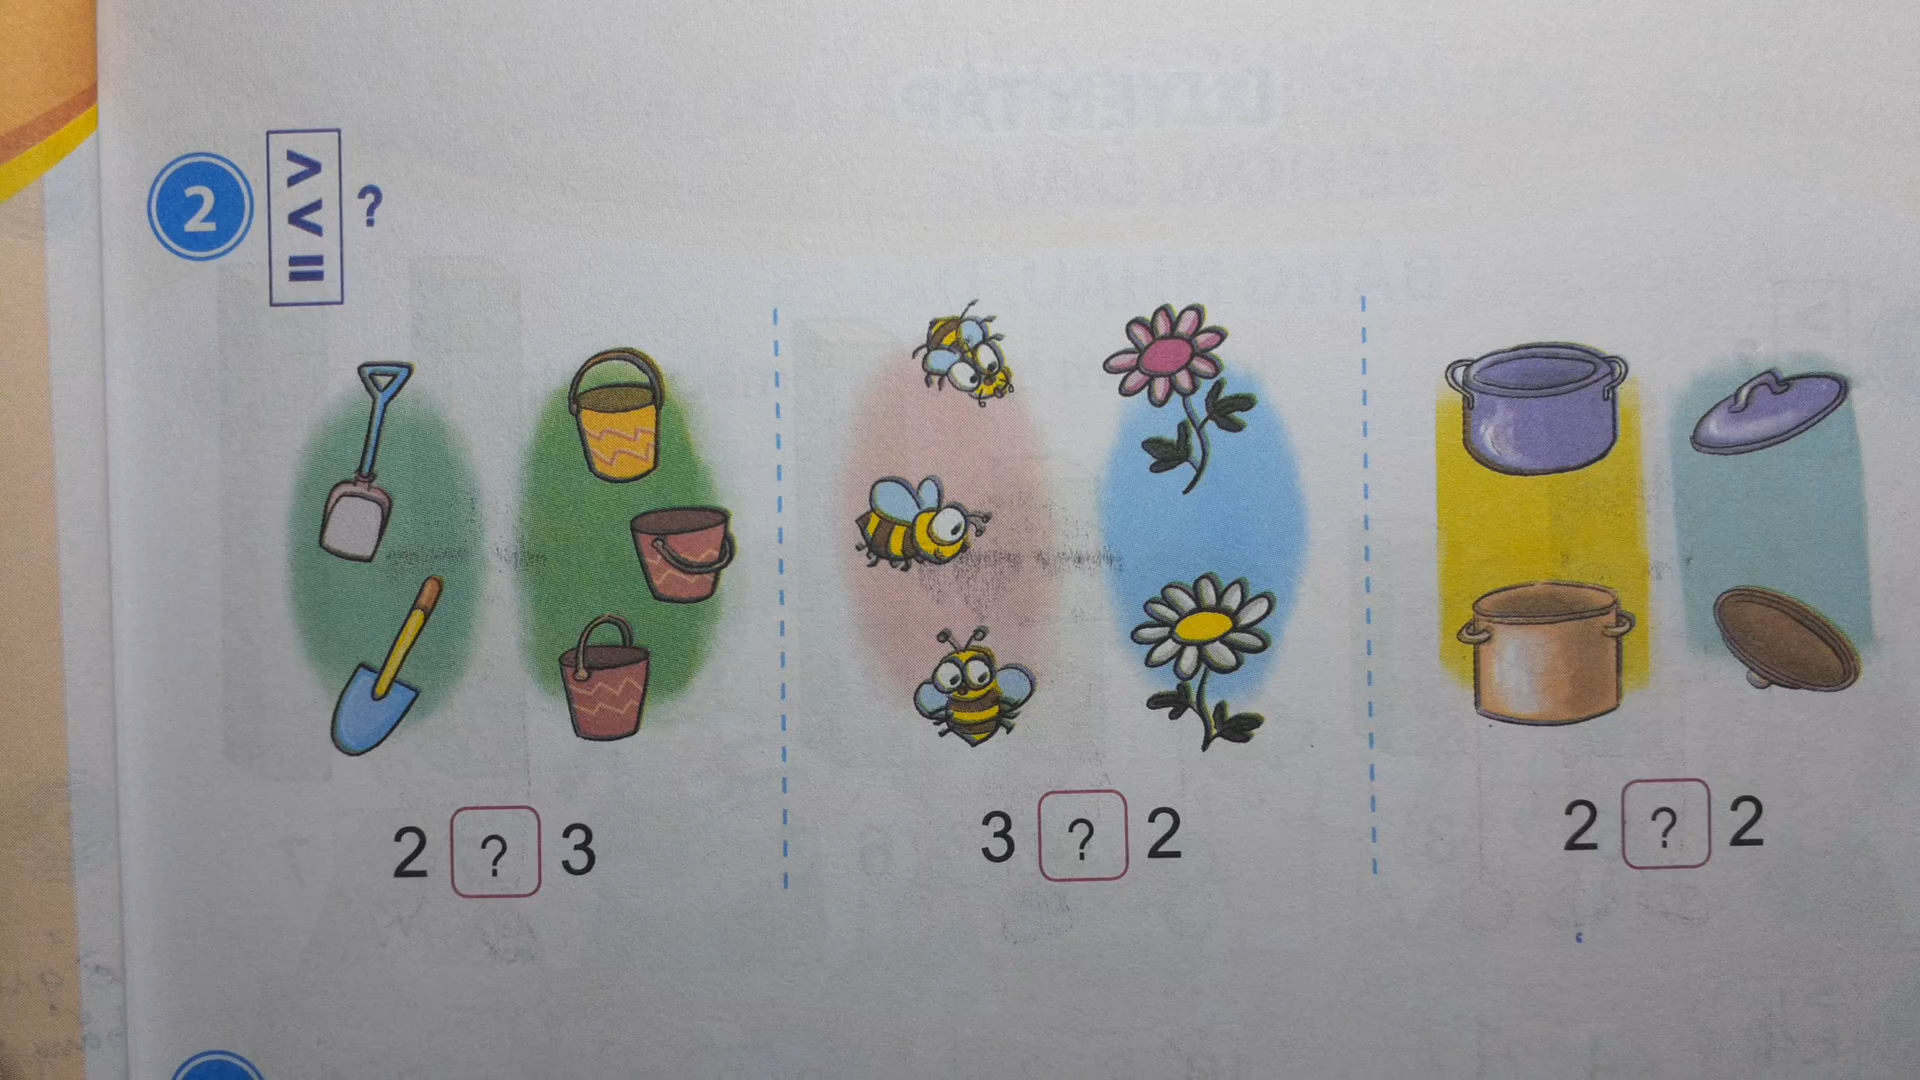 2 > < = ?
2 ? 3
3 ? 2
2 ? 2